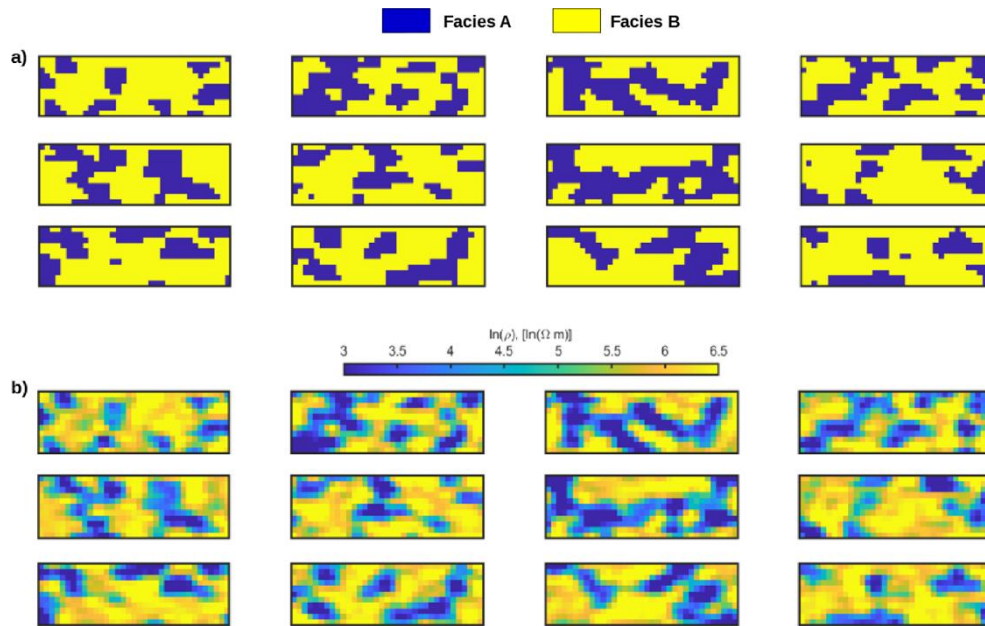 Facies A Facies B
a)
ln(ρ), [ln(Ω m)]
3 3.5 4 4.5 5 5.5 6 6.5
b)